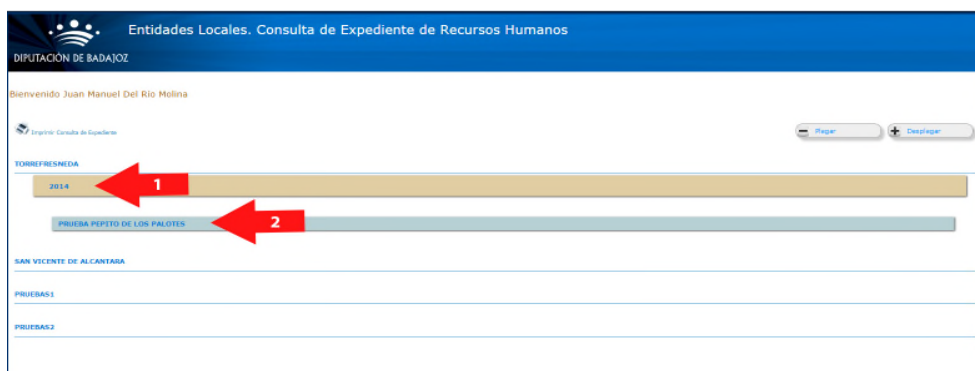 Entidades Locales. Consulta de Expediente de Recursos Humanos
DIPUTACIÓN DE BADAJOZ
Bienvenido Juan Manuel Del Río Molina
Imprimir Consulta de Expediente
Plegar
Desplegar
TORREFRESNEDA
2014
1
PRUEBA PEPITO DE LOS PALOTES
2
SAN VICENTE DE ALCANTARA
PRUEBAS1
PRUEBAS2